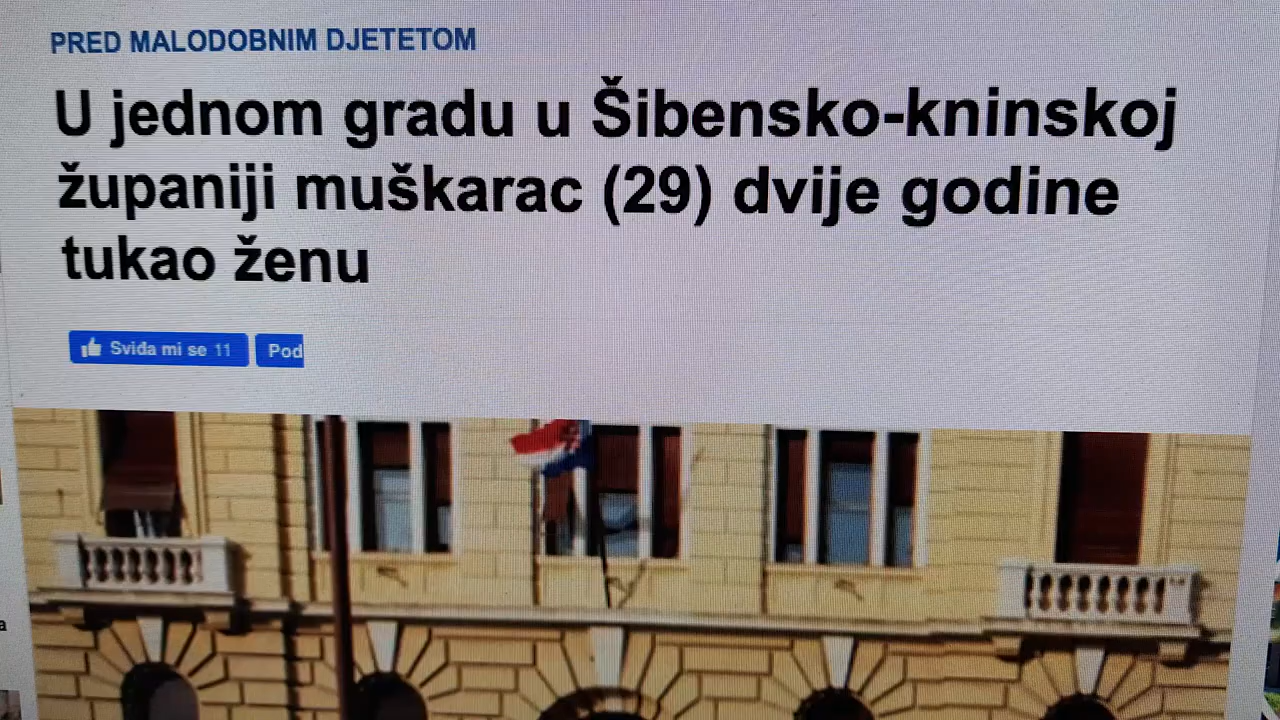 PRED MALODOBNIM DJETETOM
U jednom gradu u Šibensko-kninskoj
županiji muškarac (29) dvije godine
tukao ženu
Sviđa mi se 11
Pod
a